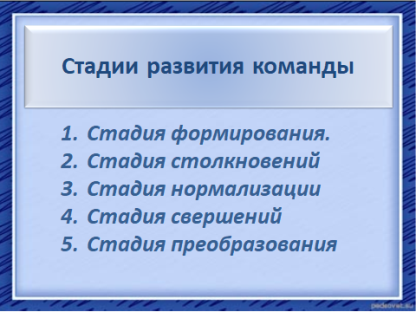 Стадии развития команды
1. Стадия формирования.
2. Стадия столкновений
3. Стадия нормализации
4. Стадия свершений
5. Стадия преобразования